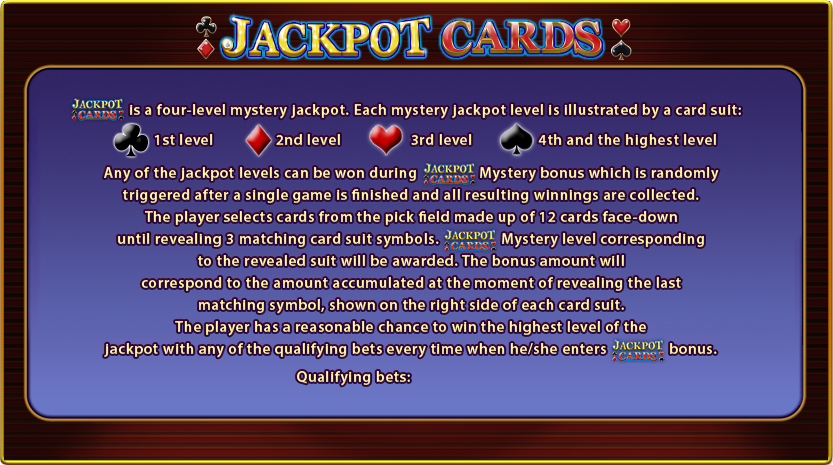 JACKPOT CARDS
JACKPOT CARDS is a four-level mystery jackpot. Each mystery jackpot level is illustrated by a card suit:
1st level 2nd level 3rd level 4th and the highest level
Any of the jackpot levels can be won during JACKPOT CARDS Mystery bonus which is randomly
triggered after a single game is finished and all resulting winnings are collected.
The player selects cards from the pick field made up of 12 cards face-down
until revealing 3 matching card suit symbols. JACKPOT CARDS Mystery level corresponding
to the revealed suit will be awarded. The bonus amount will
correspond to the amount accumulated at the moment of revealing the last
matching symbol, shown on the right side of each card suit.
The player has a reasonable chance to win the highest level of the
jackpot with any of the qualifying bets every time when he/she enters JACKPOT CARDS bonus.
Qualifying bets: